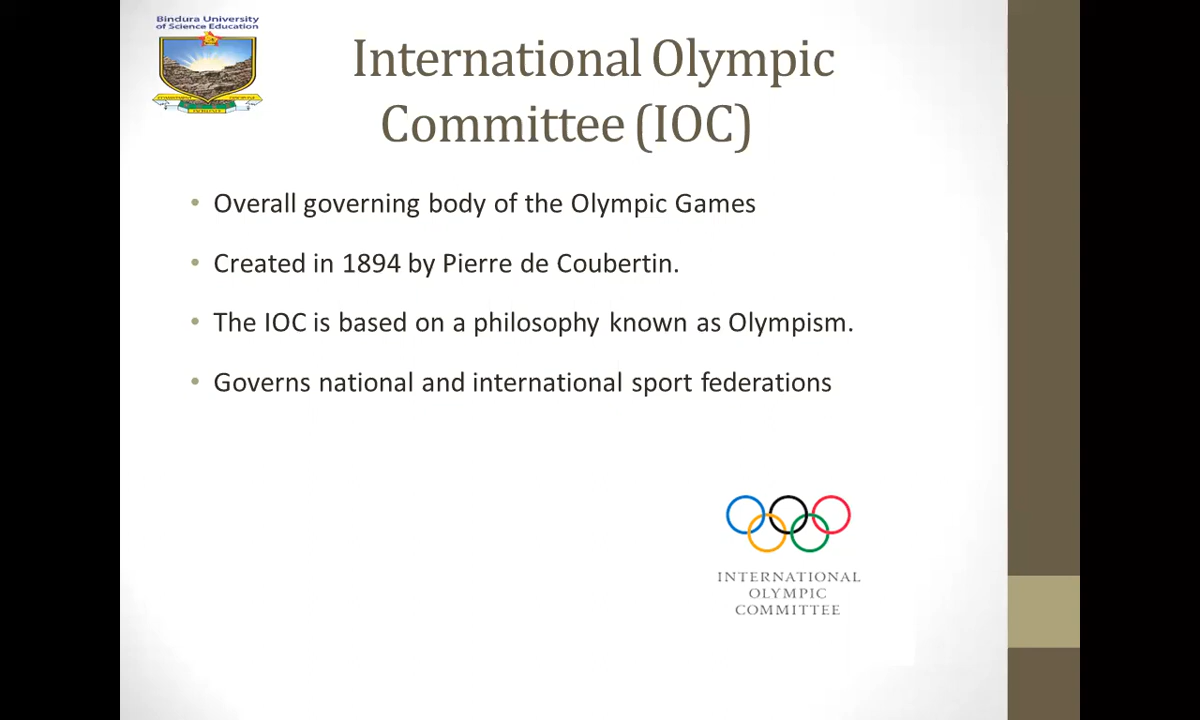 Bindura University
of Science Education
International Olympic
Committee (IOC)
• Overall governing body of the Olympic Games
• Created in 1894 by Pierre de Coubertin.
• The IOC is based on a philosophy known as Olympism.
• Governs national and international sport federations
INTERNATIONAL
OLYMPIC
COMMITTEE